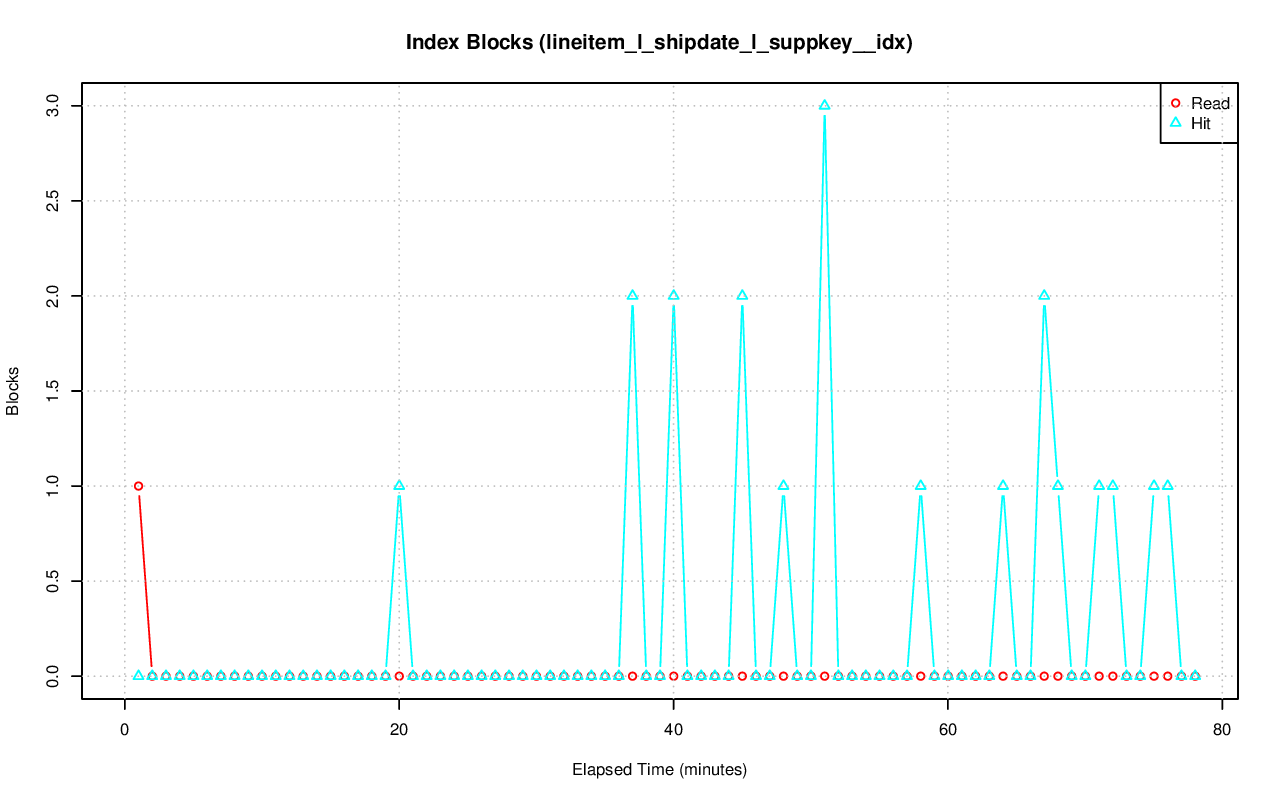 Index Blocks (lineitem_l_shipdate_l_suppkey__idx)
Read
Hit
3.0
2.5
2.0
1.5
1.0
0.5
0.0
Blocks
0 20 40 60 80
Elapsed Time (minutes)